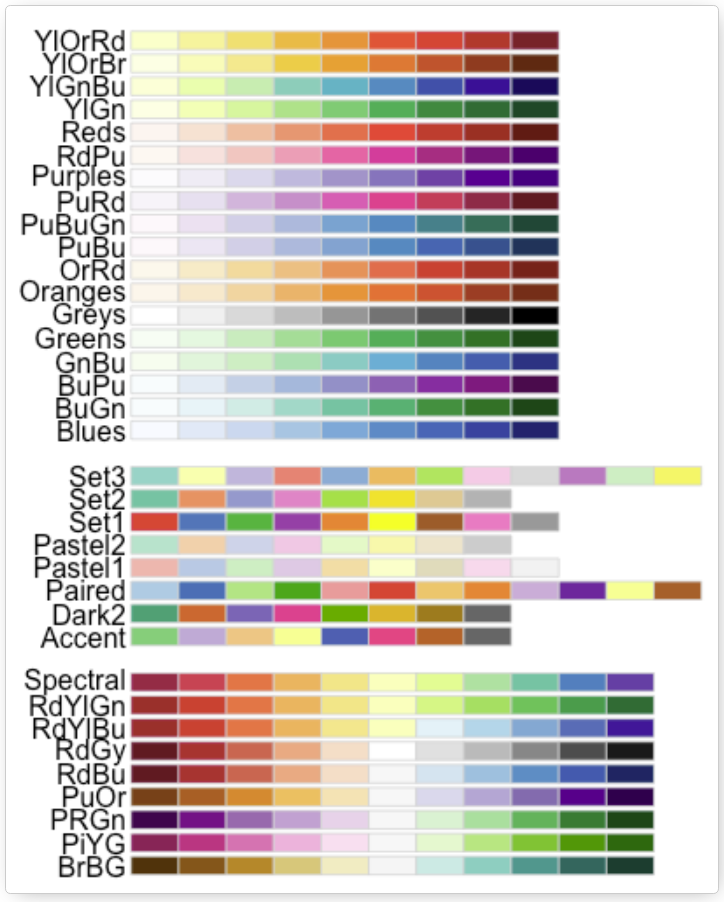 YlOrRd
YlOrBr
YlGnBu
YlGn
Reds
RdPu
Purples
PuRd
PuBuGn
PuBu
OrRd
Oranges
Greys
Greens
GnBu
BuPu
BuGn
Blues
Set3
Set2
Set1
Pastel2
Pastel1
Paired
Dark2
Accent
Spectral
RdYlGn
RdYlBu
RdGy
RdBu
PuOr
PRGn
PiYG
BrBG